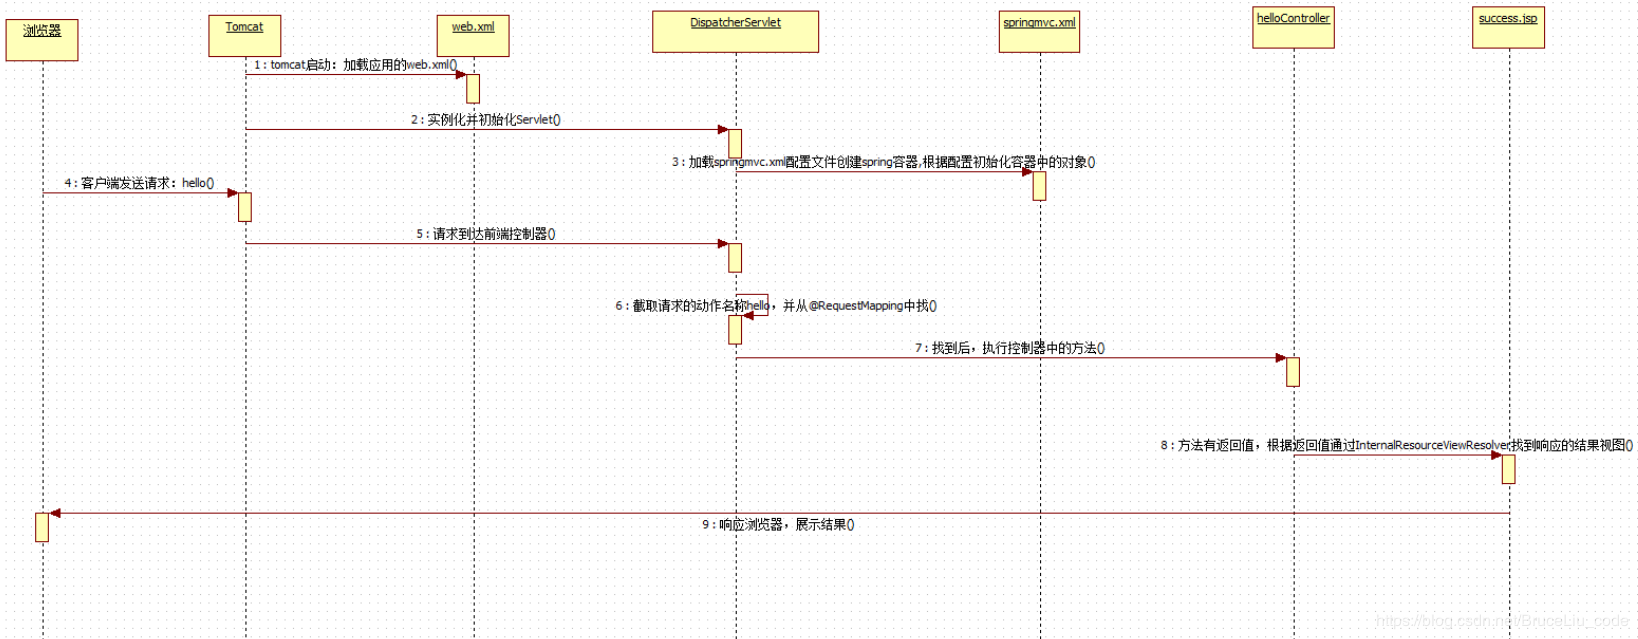 浏览器
Tomcat
web.xml
DispatcherServlet
springmvc.xml
helloController
success.jsp
1 : tomcat启动：加载应用的web.xml()
2 : 实例化并初始化Servlet()
3 : 加载springmvc.xml配置文件创建spring容器,根据配置初始化容器中的对象()
4 : 客户端发送请求：hello()
5 : 请求到达前端控制器()
6 : 截取请求的动作名称hello，并从@RequestMapping中找()
7 : 找到后，执行控制器中的方法()
8 : 方法有返回值，根据返回值通过InternalResourceViewResolver找到响应的结果视图()
9 : 响应浏览器，展示结果()
https://blog.csdn.net/BruceLiu_code